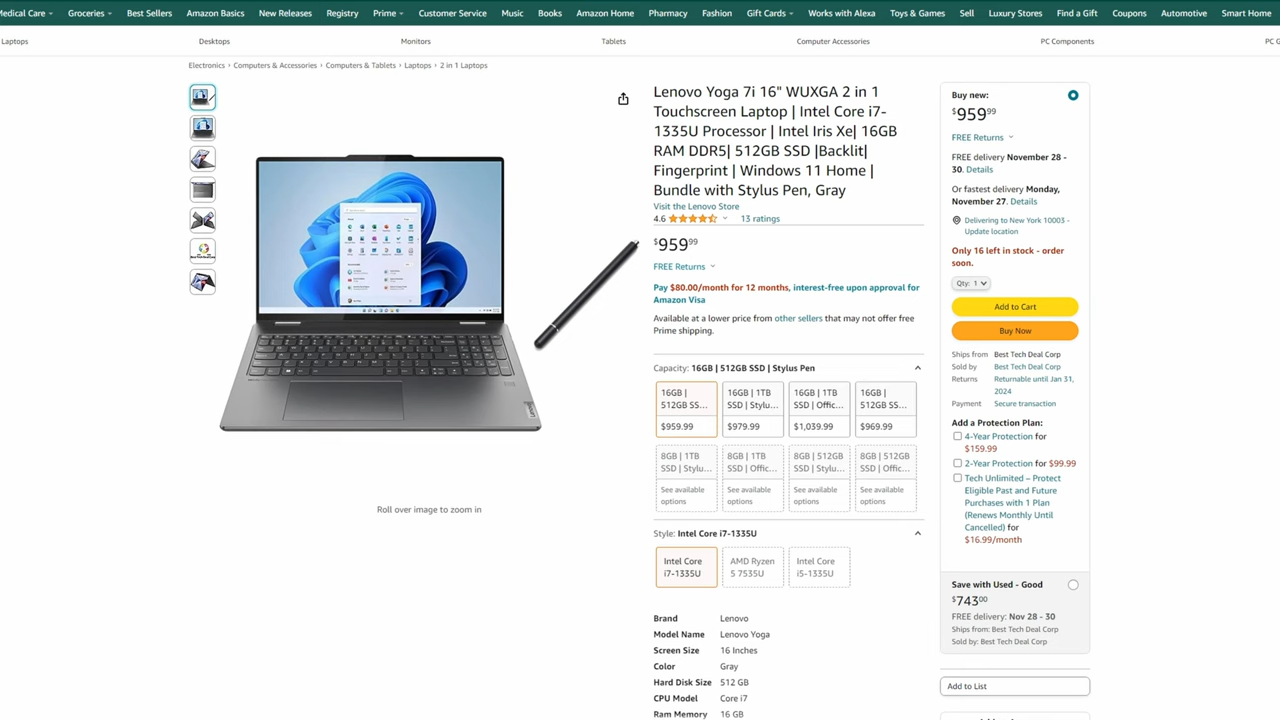 Medical Care Groceries Best Sellers Amazon Basics New Releases Registry Prime Customer Service Music Books Amazon Home Pharmacy Fashion Gift Cards Works with Alexa Toys & Games Sell Luxury Stores Find a Gift Coupons Automotive Smart Home
Laptops Desktops Monitors Tablets Computer Accessories PC Components PC G
Electronics › Computers & Accessories › Computers & Tablets › Laptops › 2 in 1 Laptops
Lenovo
Roll over image to zoom in
Lenovo Yoga 7i 16" WUXGA 2 in 1
Touchscreen Laptop | Intel Core i7-
1335U Processor | Intel Iris Xe| 16GB
RAM DDR5| 512GB SSD |Backlit|
Fingerprint | Windows 11 Home |
Bundle with Stylus Pen, Gray
Visit the Lenovo Store
4.6 13 ratings
$959.99
FREE Returns
Pay $80.00/month for 12 months, interest-free upon approval for
Amazon Visa
Available at a lower price from other sellers that may not offer free
Prime shipping.
Capacity: 16GB | 512GB SSD | Stylus Pen
16GB | 16GB | 1TB 16GB | 1TB 16GB |
512GB SS... SSD | Stylu... SSD | Offic... 512GB SS...
$959.99 $979.99 $1,039.99 $969.99
8GB | 1TB 8GB | 1TB 8GB | 512GB 8GB | 512GB
SSD | Stylu... SSD | Offic... SSD | Stylu... SSD | Offic...
See available See available See available See available
options options options options
Style: Intel Core i7-1335U
Intel Core AMD Ryzen Intel Core
i7-1335U 5 7535U i5-1335U
Brand Lenovo
Model Name Lenovo Yoga
Screen Size 16 Inches
Color Gray
Hard Disk Size 512 GB
CPU Model Core i7
Ram Memory 16 GB
Buy new:
$959.99
FREE Returns
FREE delivery November 28 -
30. Details
Or fastest delivery Monday,
November 27. Details
Delivering to New York 10003 -
Update location
Only 16 left in stock - order
soon.
Qty: 1
Add to Cart
Buy Now
Ships from Best Tech Deal Corp
Sold by Best Tech Deal Corp
Returns Returnable until Jan 31,
2024
Payment Secure transaction
Add a Protection Plan:
4-Year Protection for
$159.99
2-Year Protection for $99.99
Tech Unlimited – Protect
Eligible Past and Future
Purchases with 1 Plan
(Renews Monthly Until
Cancelled) for
$16.99/month
Save with Used - Good
$743.00
FREE delivery: Nov 28 - 30
Ships from: Best Tech Deal Corp
Sold by: Best Tech Deal Corp
Add to List